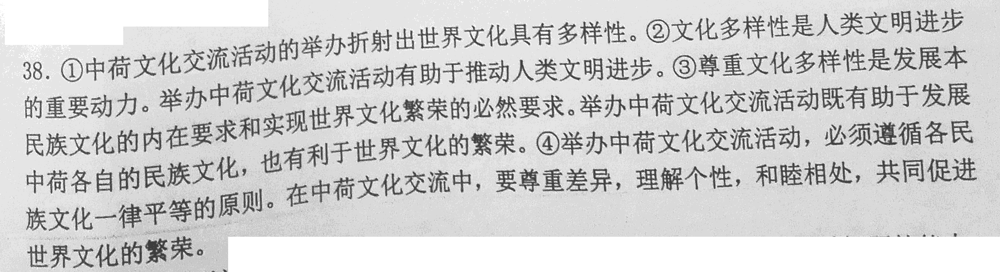 38. ①中荷文化交流活动的举办折射出世界文化具有多样性。②文化多样性是人类文明进步
的重要动力。举办中荷文化交流活动有助于推动人类文明进步。③尊重文化多样性是发展本
民族文化的内在要求和实现世界文化繁荣的必然要求。举办中荷文化交流活动既有助于发展
中荷各自的民族文化，也有利于世界文化的繁荣。④举办中荷文化交流活动，必须遵循各民
族文化一律平等的原则。在中荷文化交流中，要尊重差异，理解个性，和睦相处，共同促进
世界文化的繁荣。